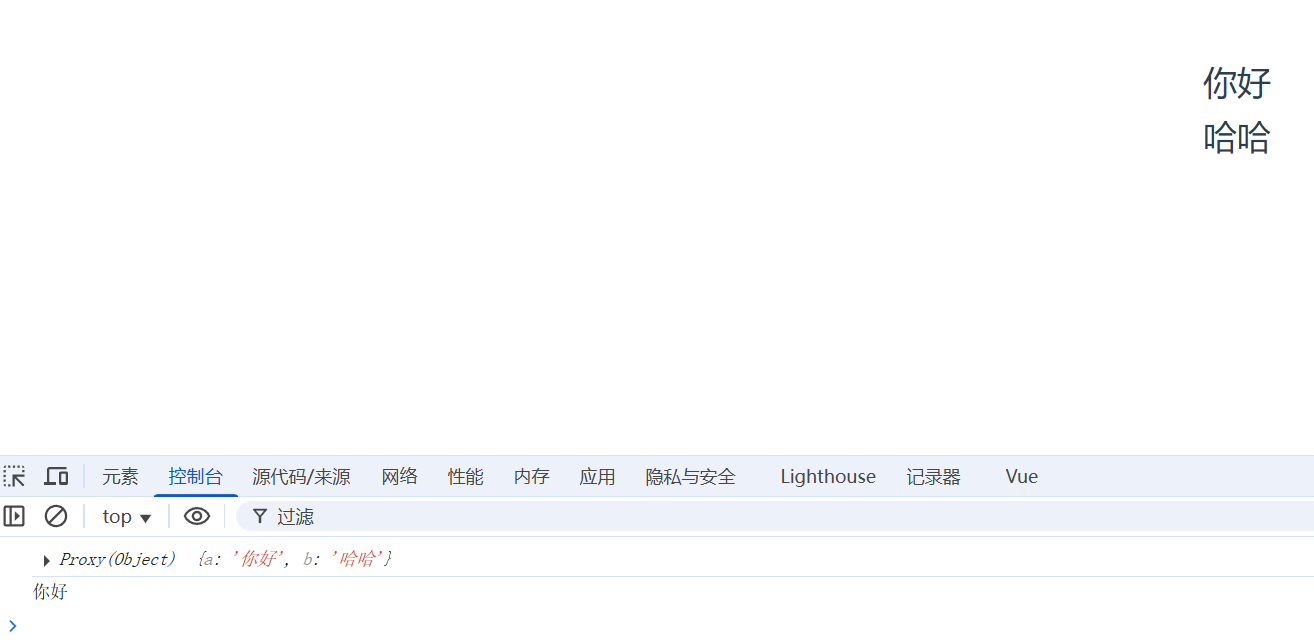 你好
哈哈
元素 控制台 源代码/来源 网络 性能 内存 应用 隐私与安全 Lighthouse 记录器 Vue
top 过滤
Proxy(Object) {a: '你好', b: '哈哈'}
你好